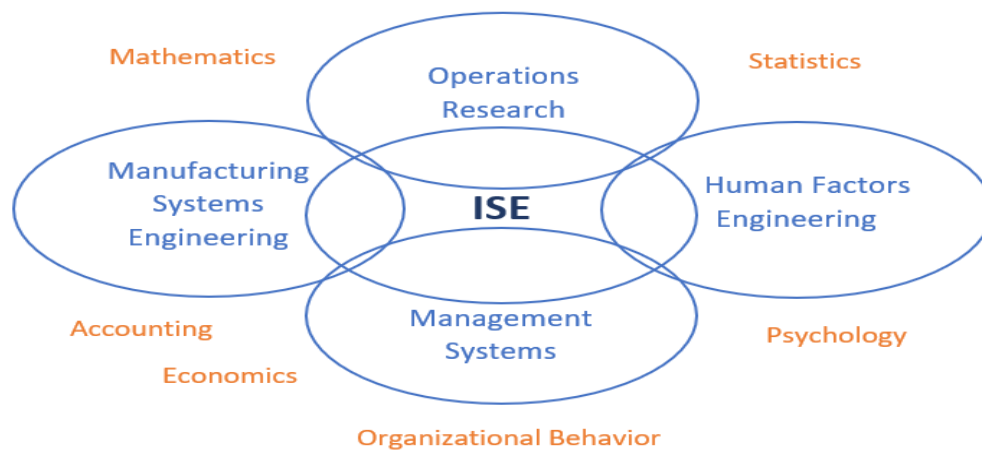 Mathematics
Operations
Research
Statistics
Manufacturing
Systems
Engineering
ISE
Human Factors
Engineering
Management
Systems
Accounting
Economics
Psychology
Organizational Behavior